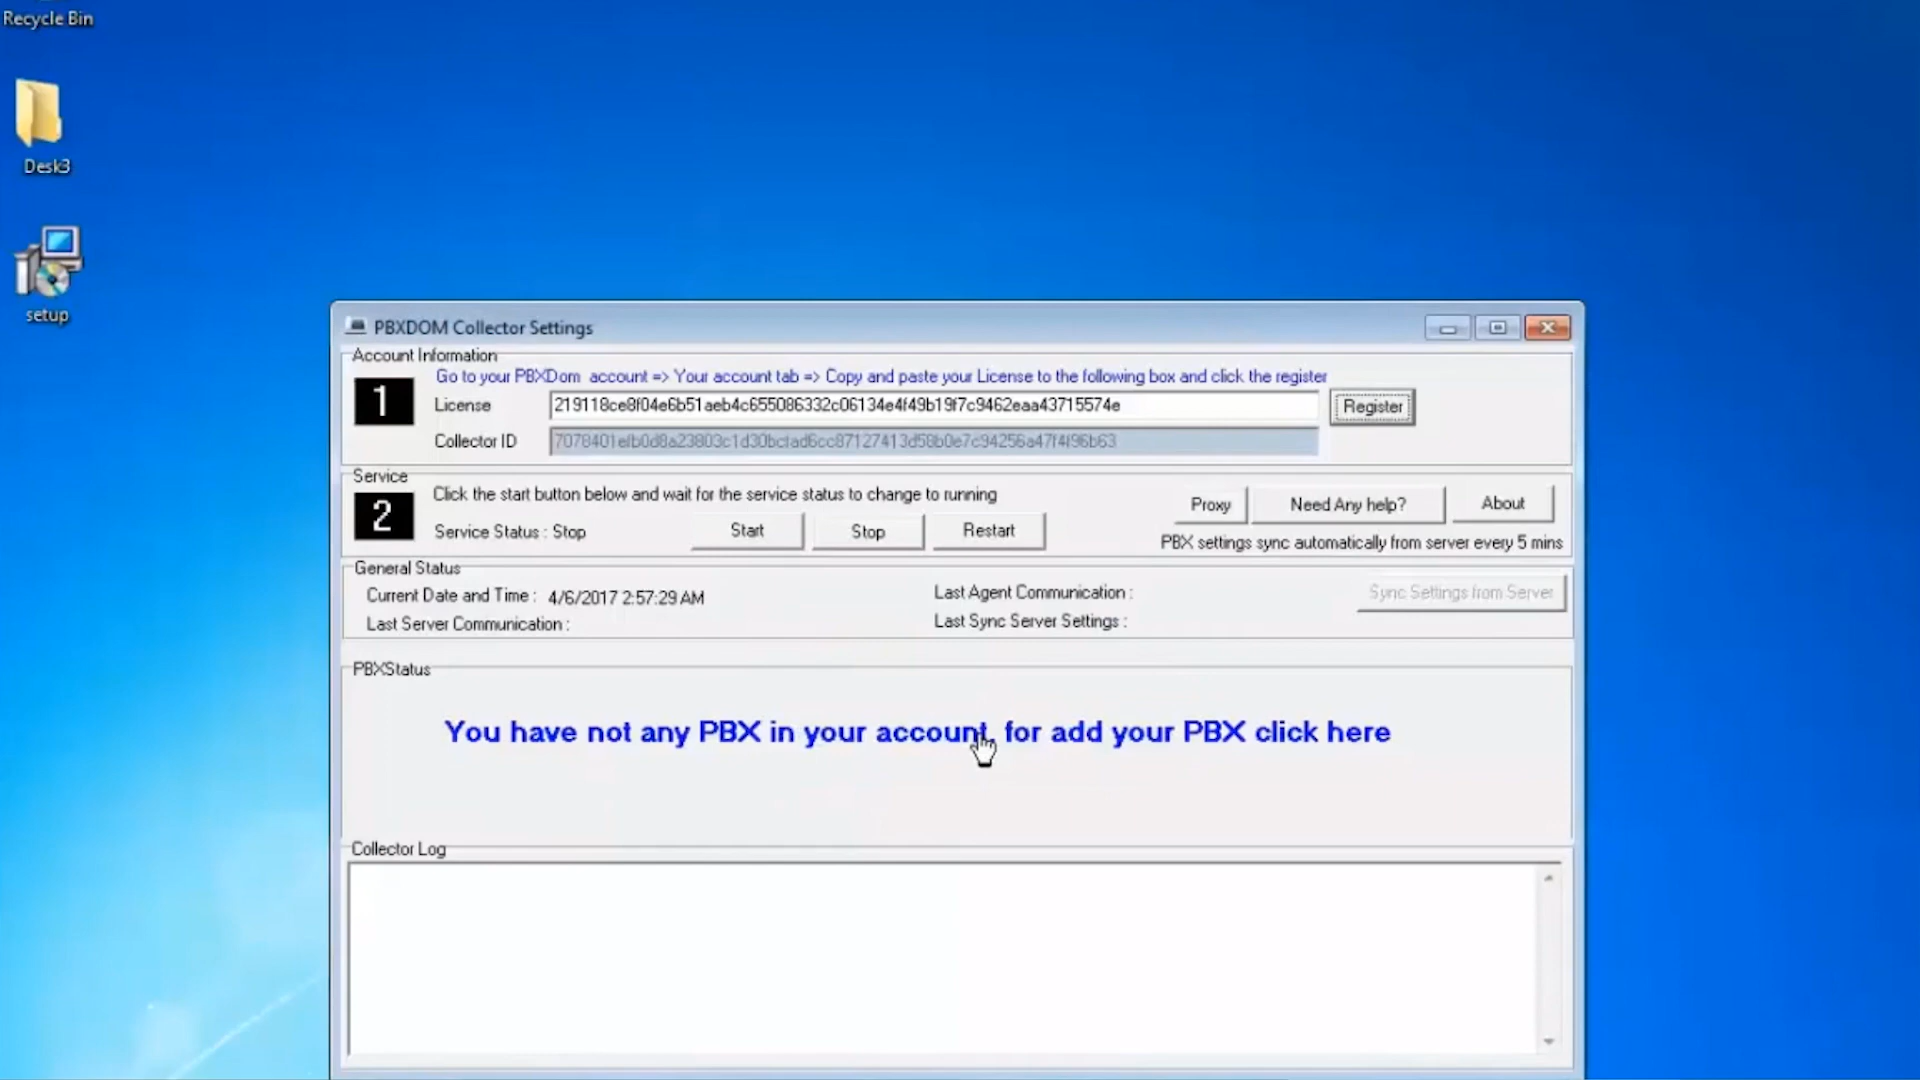 Recycle Bin
Desk3
setup
PBXDOM Collector Settings
Account Information
1
Go to your PBXDom account => Your account tab => Copy and paste your License to the following box and click the register
License
219118ce8f04e6b51aeb4c655086332c06134e4f49b19f7c9462eaa43715574e
Register
Collector ID
Service
2
Click the start button below and wait for the service status to change to running
Service Status : Stop
Start
Stop
Restart
Proxy
Need Any help?
About
PBX settings sync automatically from server every 5 mins
General Status
Current Date and Time : 4/6/2017 2:57:29 AM
Last Server Communication :
Last Agent Communication :
Last Sync Server Settings :
Sync Settings from Server
PBXStatus
You have not any PBX in your account, for add your PBX click here
Collector Log